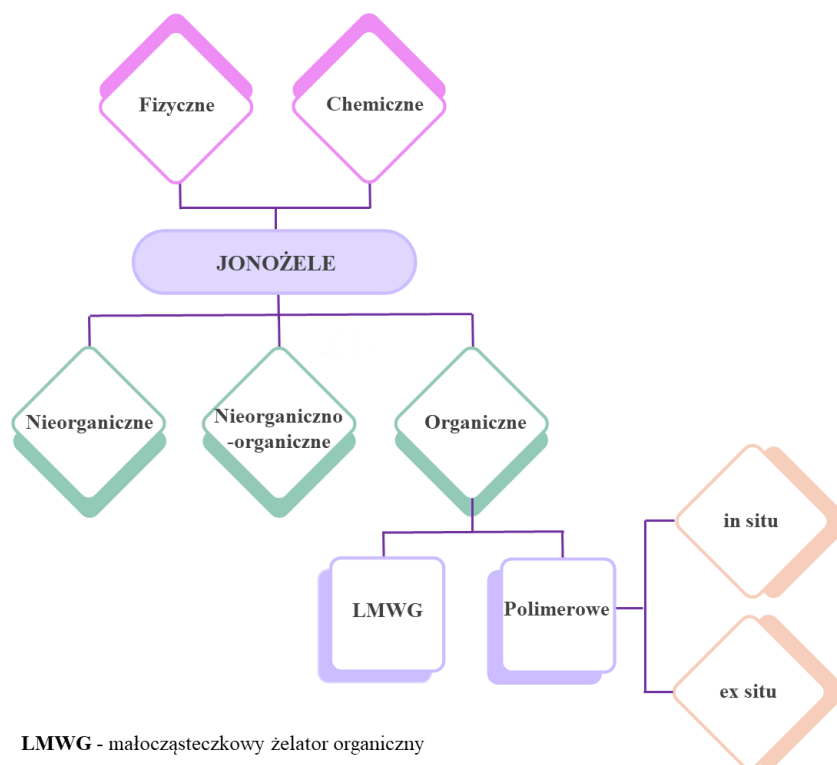 Fizyczne
Chemiczne
JONOŻELE
Nieorganiczne
Nieorganiczno
-organiczne
Organiczne
in situ
LMWG
Polimerowe
ex situ
LMWG - małocząsteczkowy żelator organiczny